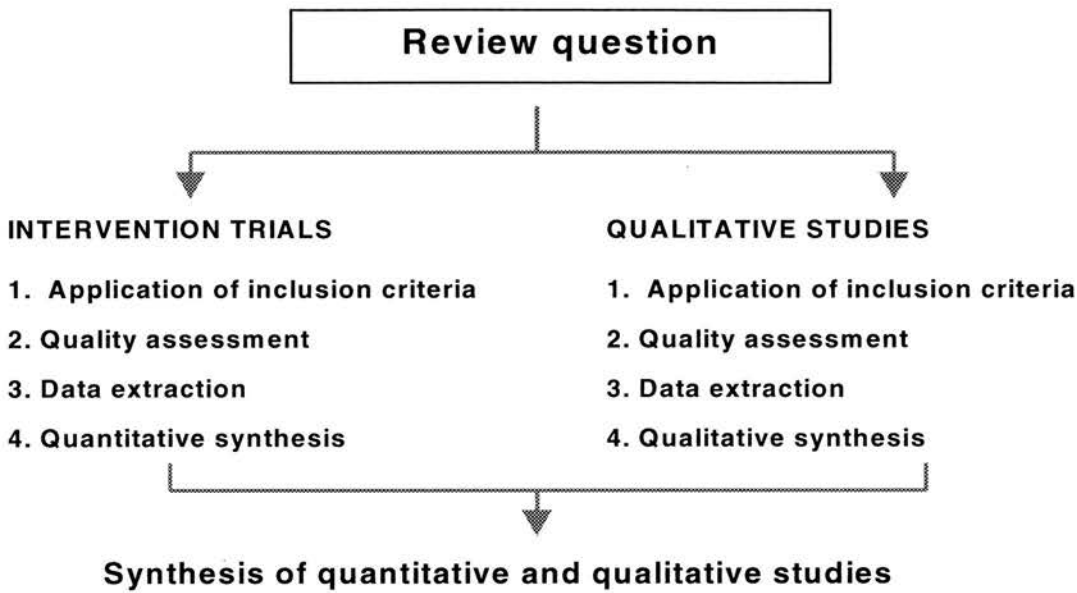 Review question
INTERVENTION TRIALS
1. Application of inclusion criteria
2. Quality assessment
3. Data extraction
4. Quantitative synthesis
QUALITATIVE STUDIES
1. Application of inclusion criteria
2. Quality assessment
3. Data extraction
4. Qualitative synthesis
Synthesis of quantitative and qualitative studies